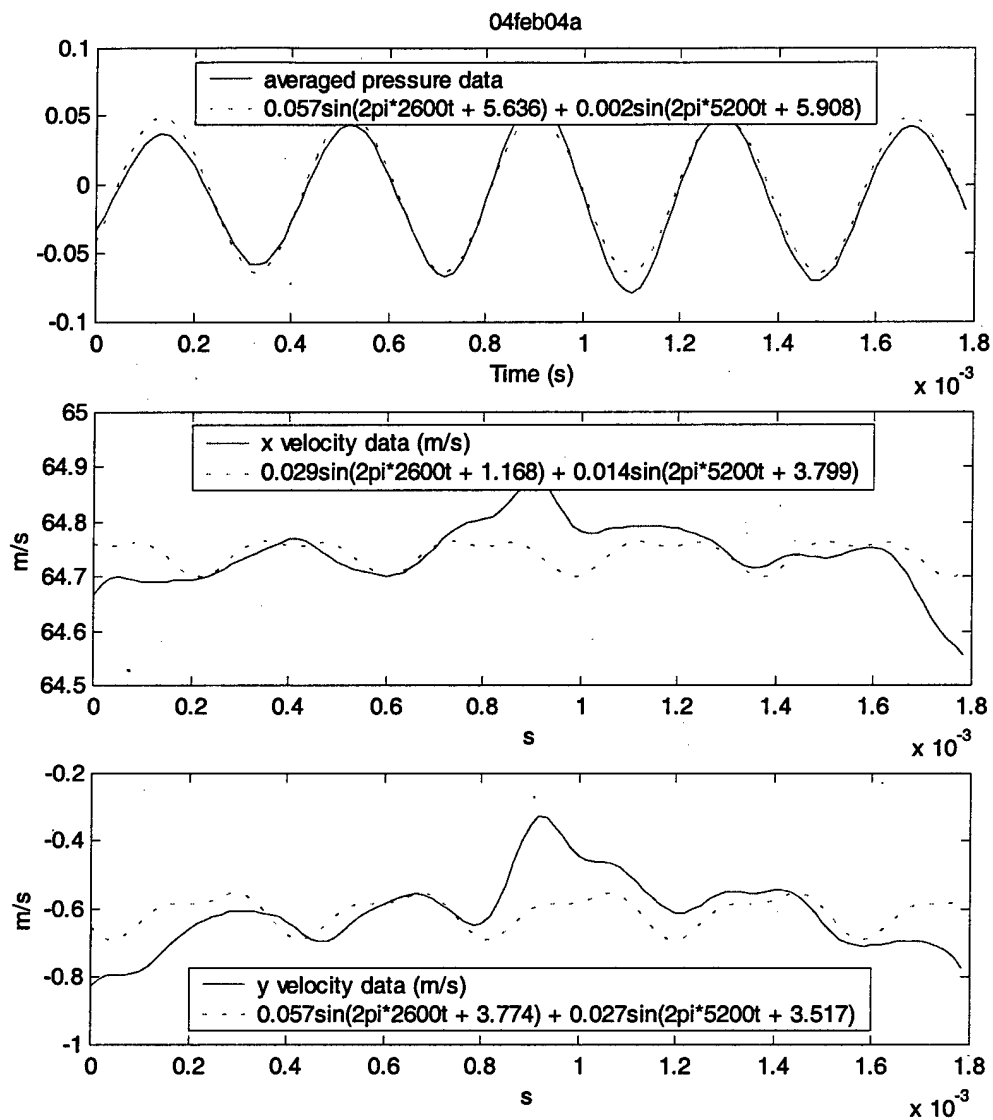 04feb04a
0.1
averaged pressure data
0.057sin(2pi*2600t + 5.636) + 0.002sin(2pi*5200t + 5.908)
0.05
0
-0.05
-0.1
0 0.2 0.4 0.6 0.8 1 1.2 1.4 1.6 1.8
Time (s)
x 10-3
65
x velocity data (m/s)
0.029sin(2pi*2600t + 1.168) + 0.014sin(2pi*5200t + 3.799)
64.9
64.8
m/s
64.7
64.6
64.5
0 0.2 0.4 0.6 0.8 1 1.2 1.4 1.6 1.8
s
x 10-3
-0.2
-0.4
m/s
-0.6
-0.8
y velocity data (m/s)
0.057sin(2pi*2600t + 3.774) + 0.027sin(2pi*5200t + 3.517)
-1
0 0.2 0.4 0.6 0.8 1 1.2 1.4 1.6 1.8
s
x 10-3